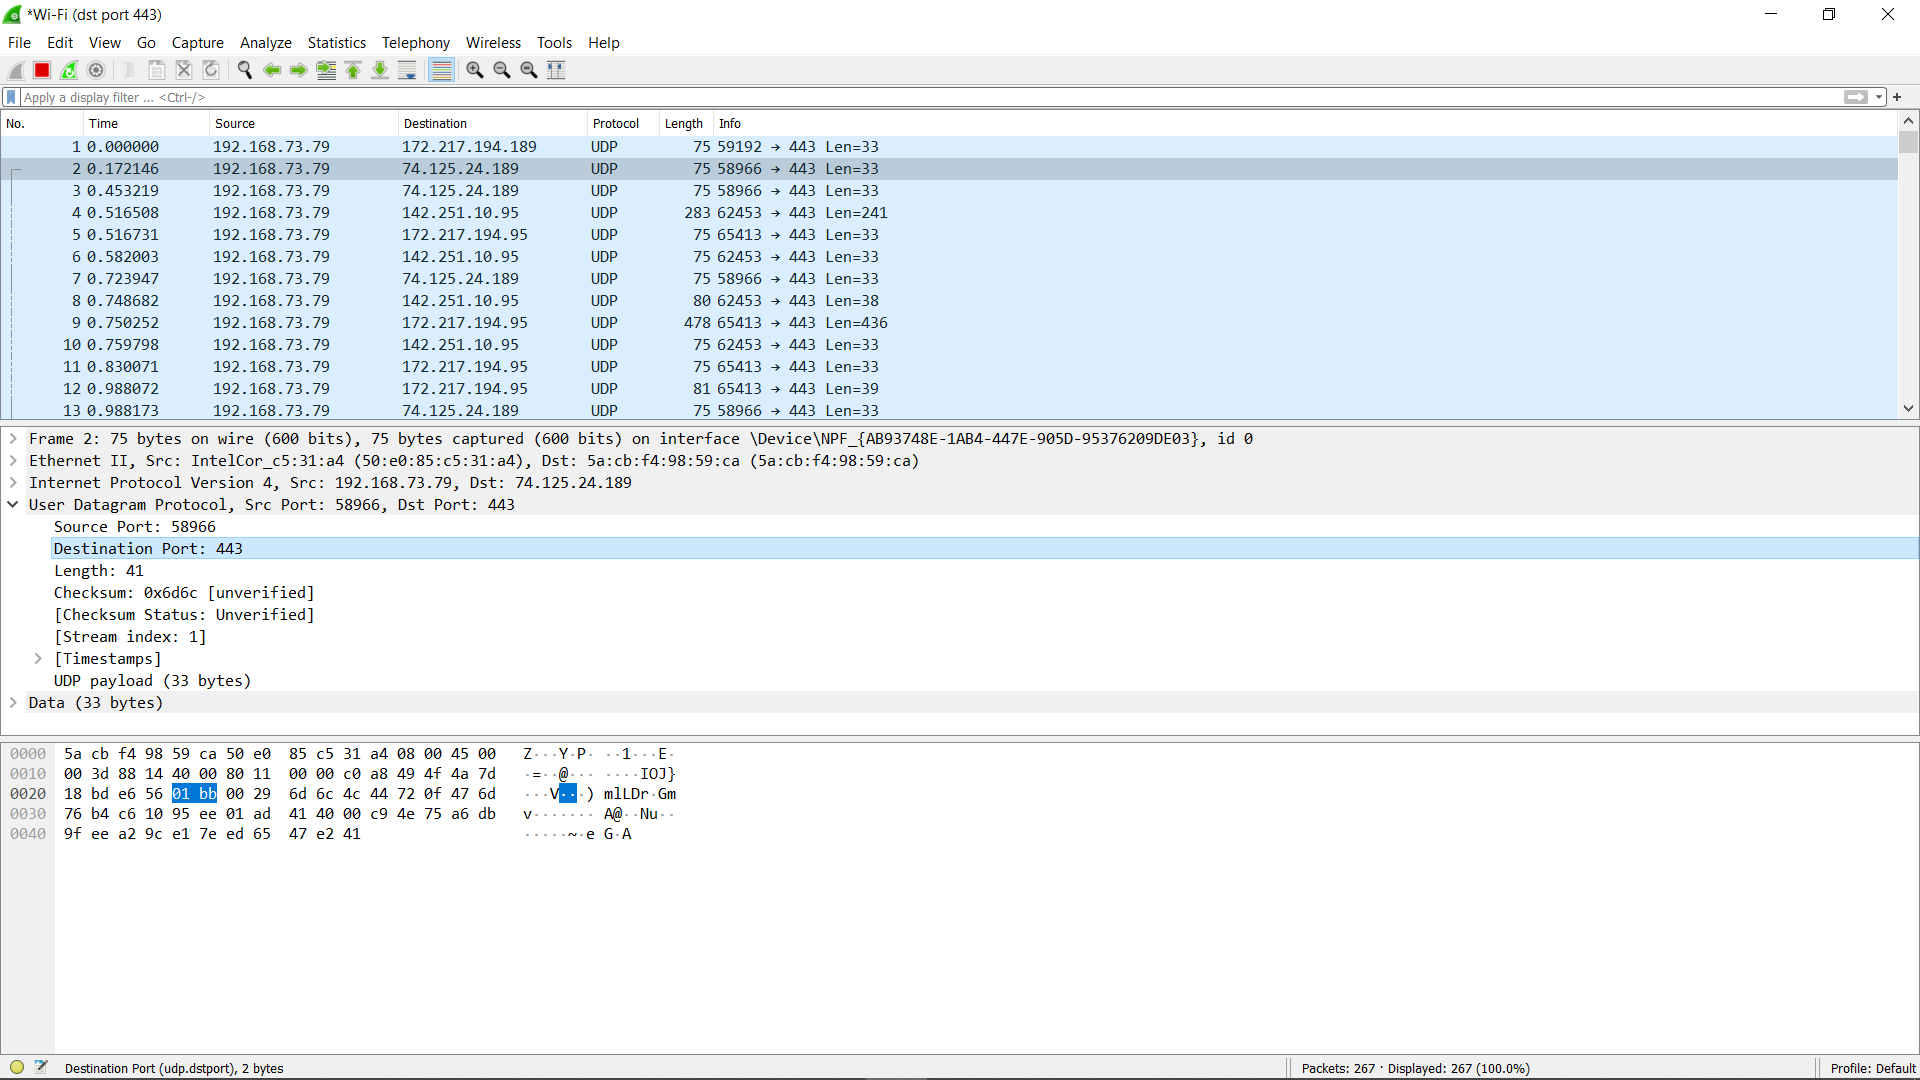 *Wi-Fi (dst port 443)
File Edit View Go Capture Analyze Statistics Telephony Wireless Tools Help
Apply a display filter ... <Ctrl-/>
No. Time Source Destination Protocol Length Info
1 0.000000 192.168.73.79 172.217.194.189 UDP 75 59192 → 443 Len=33
2 0.172146 192.168.73.79 74.125.24.189 UDP 75 58966 → 443 Len=33
3 0.453219 192.168.73.79 74.125.24.189 UDP 75 58966 → 443 Len=33
4 0.516508 192.168.73.79 142.251.10.95 UDP 283 62453 → 443 Len=241
5 0.516731 192.168.73.79 172.217.194.95 UDP 75 65413 → 443 Len=33
6 0.582003 192.168.73.79 142.251.10.95 UDP 75 62453 → 443 Len=33
7 0.723947 192.168.73.79 74.125.24.189 UDP 75 58966 → 443 Len=33
8 0.748682 192.168.73.79 142.251.10.95 UDP 80 62453 → 443 Len=38
9 0.750252 192.168.73.79 172.217.194.95 UDP 478 65413 → 443 Len=436
10 0.759798 192.168.73.79 142.251.10.95 UDP 75 62453 → 443 Len=33
11 0.830071 192.168.73.79 172.217.194.95 UDP 75 65413 → 443 Len=33
12 0.988072 192.168.73.79 172.217.194.95 UDP 81 65413 → 443 Len=39
13 0.988173 192.168.73.79 74.125.24.189 UDP 75 58966 → 443 Len=33
Frame 2: 75 bytes on wire (600 bits), 75 bytes captured (600 bits) on interface \Device\NPF_{AB93748E-1AB4-447E-905D-95376209DE03}, id 0
Ethernet II, Src: IntelCor_c5:31:a4 (50:e0:85:c5:31:a4), Dst: 5a:cb:f4:98:59:ca (5a:cb:f4:98:59:ca)
Internet Protocol Version 4, Src: 192.168.73.79, Dst: 74.125.24.189
User Datagram Protocol, Src Port: 58966, Dst Port: 443
Source Port: 58966
Destination Port: 443
Length: 41
Checksum: 0x6d6c [unverified]
[Checksum Status: Unverified]
[Stream index: 1]
[Timestamps]
UDP payload (33 bytes)
Data (33 bytes)
0000 5a cb f4 98 59 ca 50 e0 85 c5 31 a4 08 00 45 00 Z···Y·P· ··1···E·
0010 00 3d 88 14 40 00 80 11 00 00 c0 a8 49 4f 4a 7d ·=··@··· ····IOJ}
0020 18 bd e6 56 01 bb 00 29 6d 6c 4c 44 72 0f 47 6d ···V···) mlLDr·Gm
0030 76 b4 c6 10 95 ee 01 ad 41 40 00 c9 4e 75 a6 db v······· A@··Nu··
0040 9f ee a2 9c e1 7e ed 65 47 e2 41 ·····~·e G·A
Destination Port (udp.dstport), 2 bytes
Packets: 267 · Displayed: 267 (100.0%)
Profile: Default